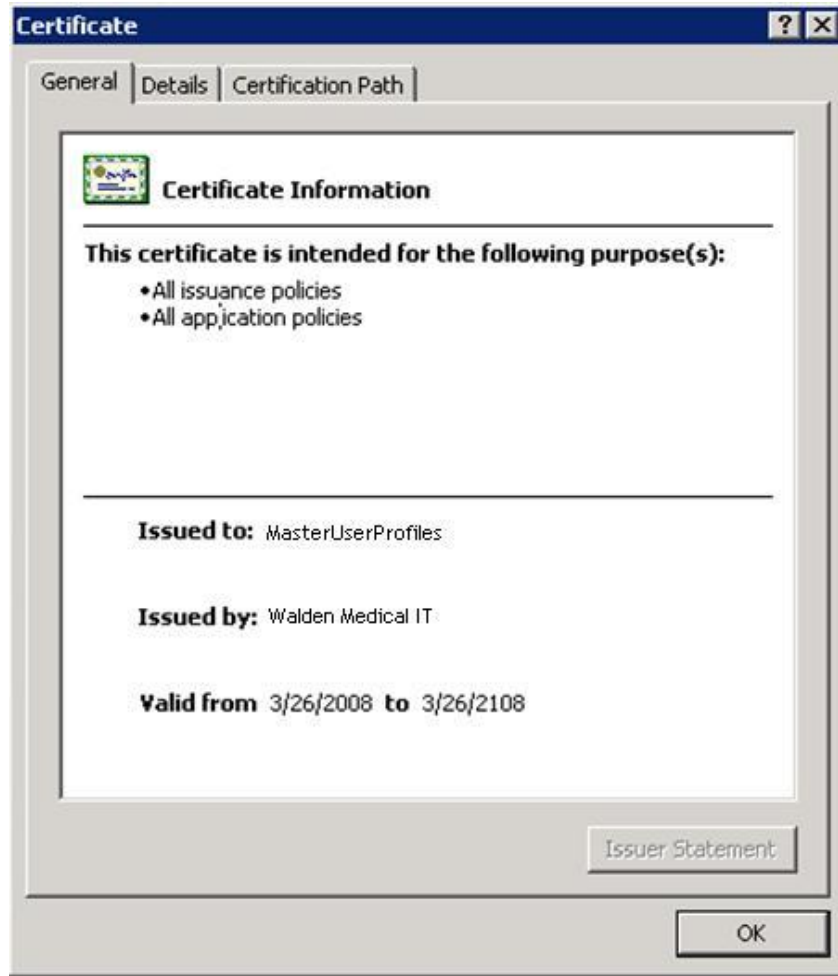 Certificate
General Details Certification Path
Certificate Information
This certificate is intended for the following purpose(s):
•All issuance policies
•All application policies
Issued to: MasterUserProfiles
Issued by: Walden Medical IT
Valid from 3/26/2008 to 3/26/2108
Issuer Statement
OK